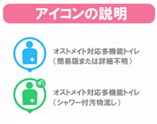 アイコンの説明
オストメイト対応多機能トイレ
(簡易版または詳細不明)
オストメイト対応多機能トイレ
(シャワー付汚物流し)